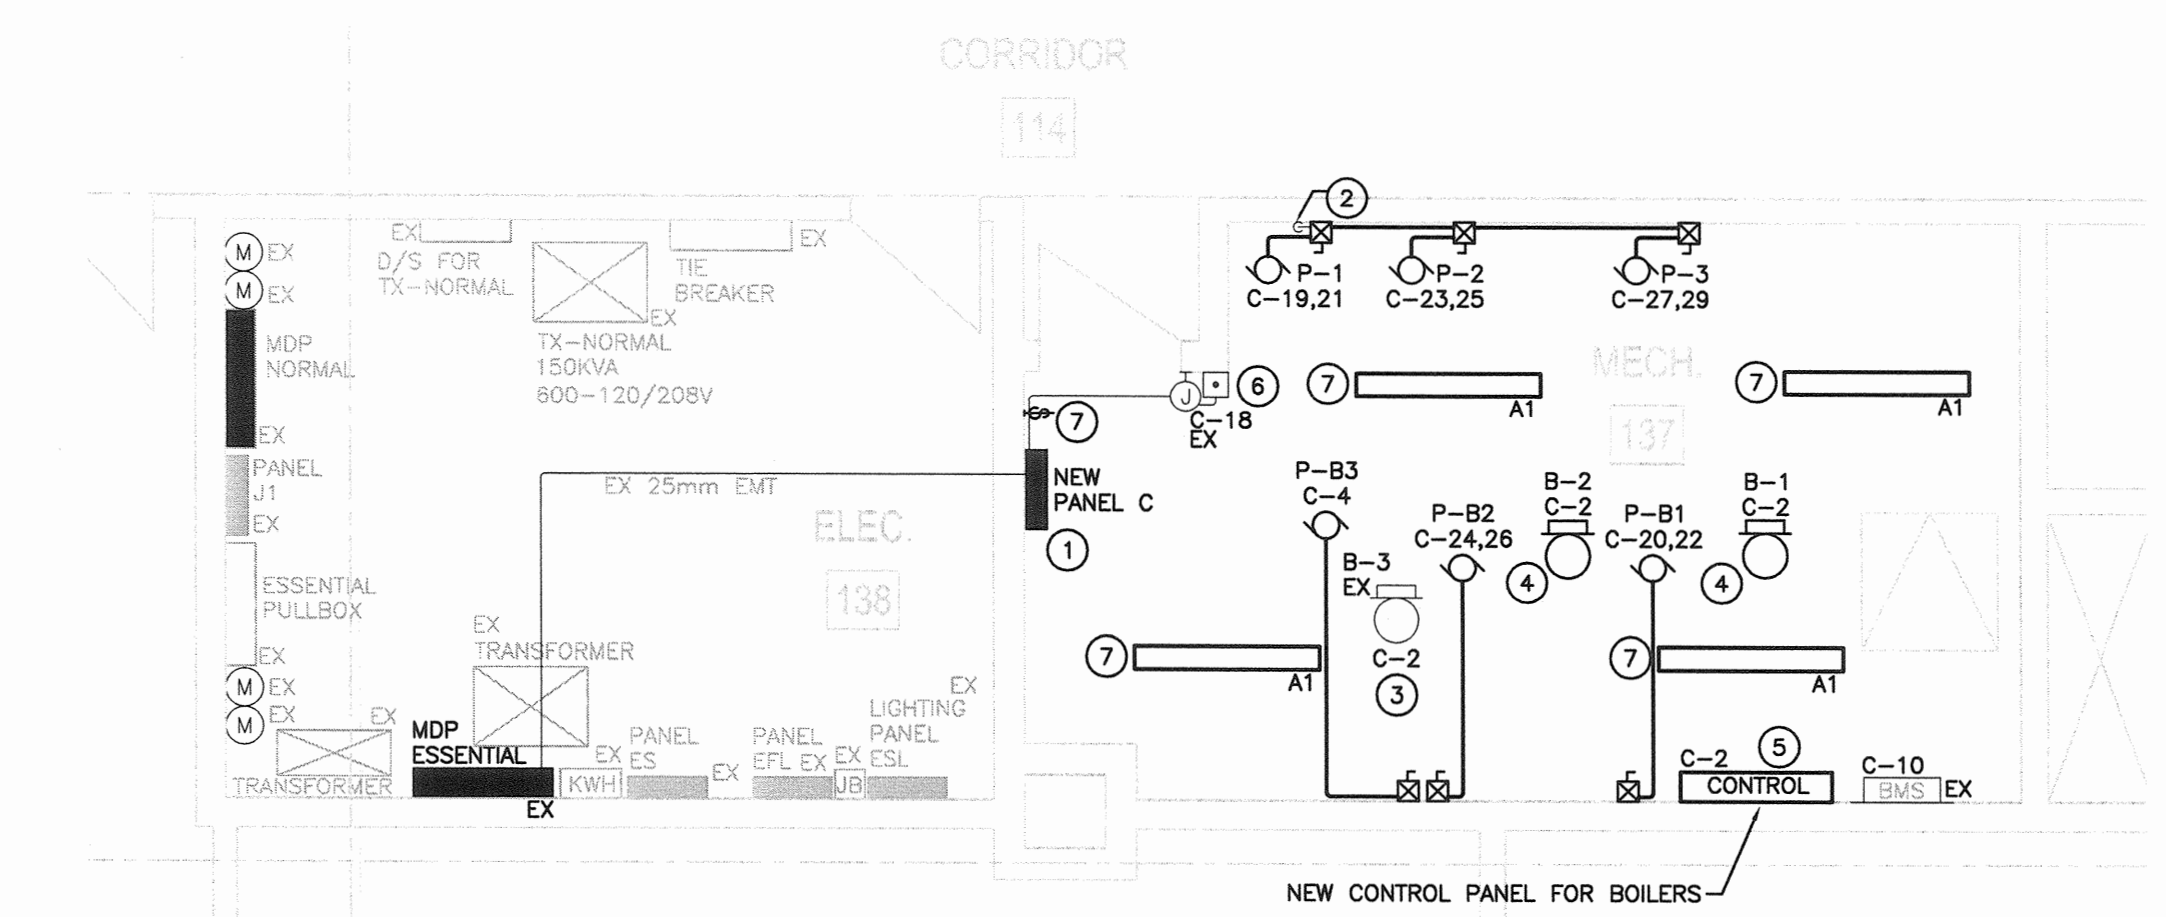 CORRIDOR
114
M EX
M EX
MDP
NORMAL
EX
PANEL
J1
EX
ESSENTIAL
PULLBOX
EX
M EX
M EX
EX
TRANSFORMER
EX
D/S FOR
TX-NORMAL
EX
TIE
BREAKER
EX
TX-NORMAL
150KVA
600-120/208V
EX 25mm EMT
ELEC.
138
EX
TRANSFORMER
MDP
ESSENTIAL
EX
EX
KWH
PANEL
ES
EX
PANEL
EFL EX
EX
JB
EX
LIGHTING
PANEL
ESL
NEW
PANEL C
1
$
7
J
C-18
EX
6
2
P-1
C-19,21
P-2
C-23,25
P-3
C-27,29
MECH.
137
7
A1
7
A1
P-B3
C-4
P-B2
C-24,26
B-2
C-2
4
P-B1
C-20,22
B-1
C-2
4
B-3
EX
C-2
3
7
A1
7
A1
5
C-2
CONTROL
C-10
BMS EX
NEW CONTROL PANEL FOR BOILERS